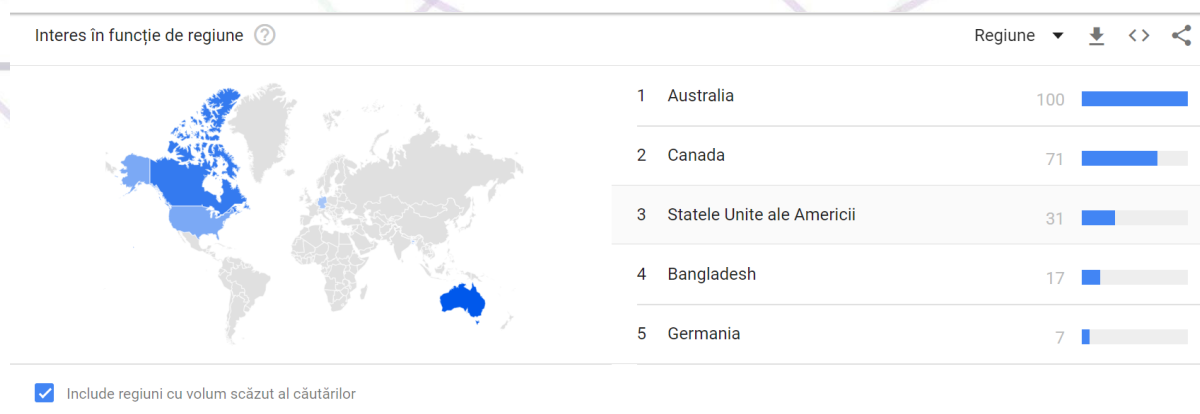 Interes în funcție de regiune ?
Regiune
1 Australia 100
2 Canada 71
3 Statele Unite ale Americii 31
4 Bangladesh 17
5 Germania 7
Include regiuni cu volum scăzut al căutărilor